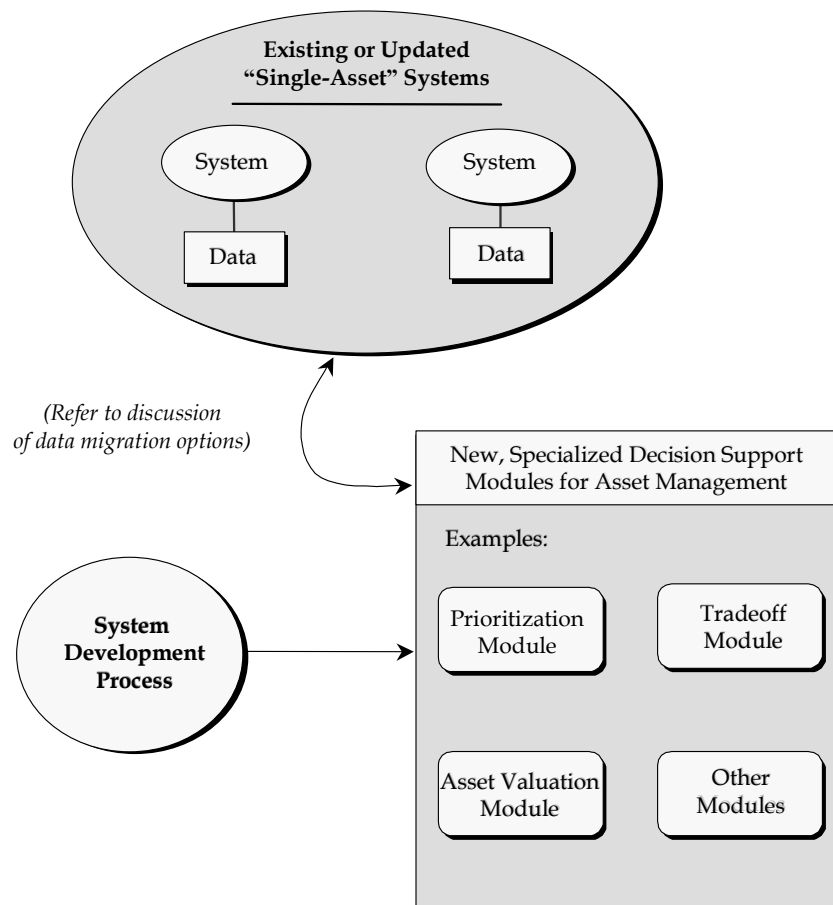 Existing or Updated
“Single-Asset” Systems
System
System
Data
Data
(Refer to discussion
of data migration options)
New, Specialized Decision Support
Modules for Asset Management
Examples:
Prioritization
Module
Tradeoff
Module
System
Development
Process
Asset Valuation
Module
Other
Modules